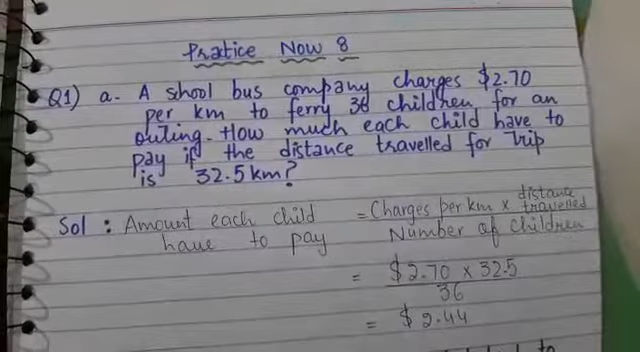 Practice Now 8
Q1) a. A school bus company charges $2.70
per km to ferry 36 children for an
outing. How much each child have to
pay if the distance travelled for trip
is 32.5 km?
Sol : Amount each child have to pay = Charges per km x distance travelled / Number of children
= $2.70 x 32.5 / 36
= $2.44
to